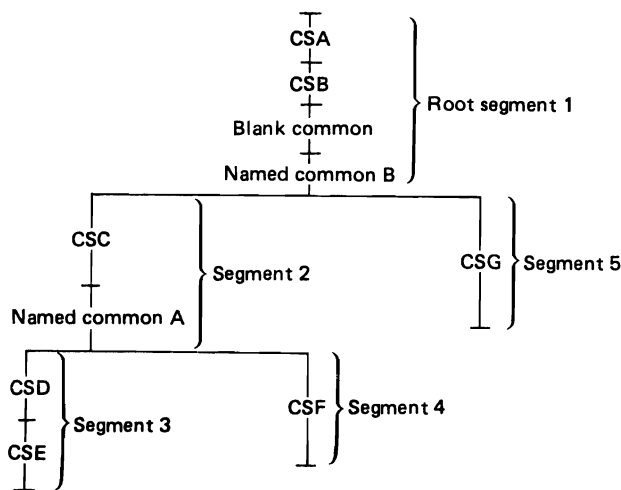 CSA
CSB
Blank common
Named common B
Root segment 1
CSC
Named common A
Segment 2
CSG
Segment 5
CSD
CSE
Segment 3
CSF
Segment 4